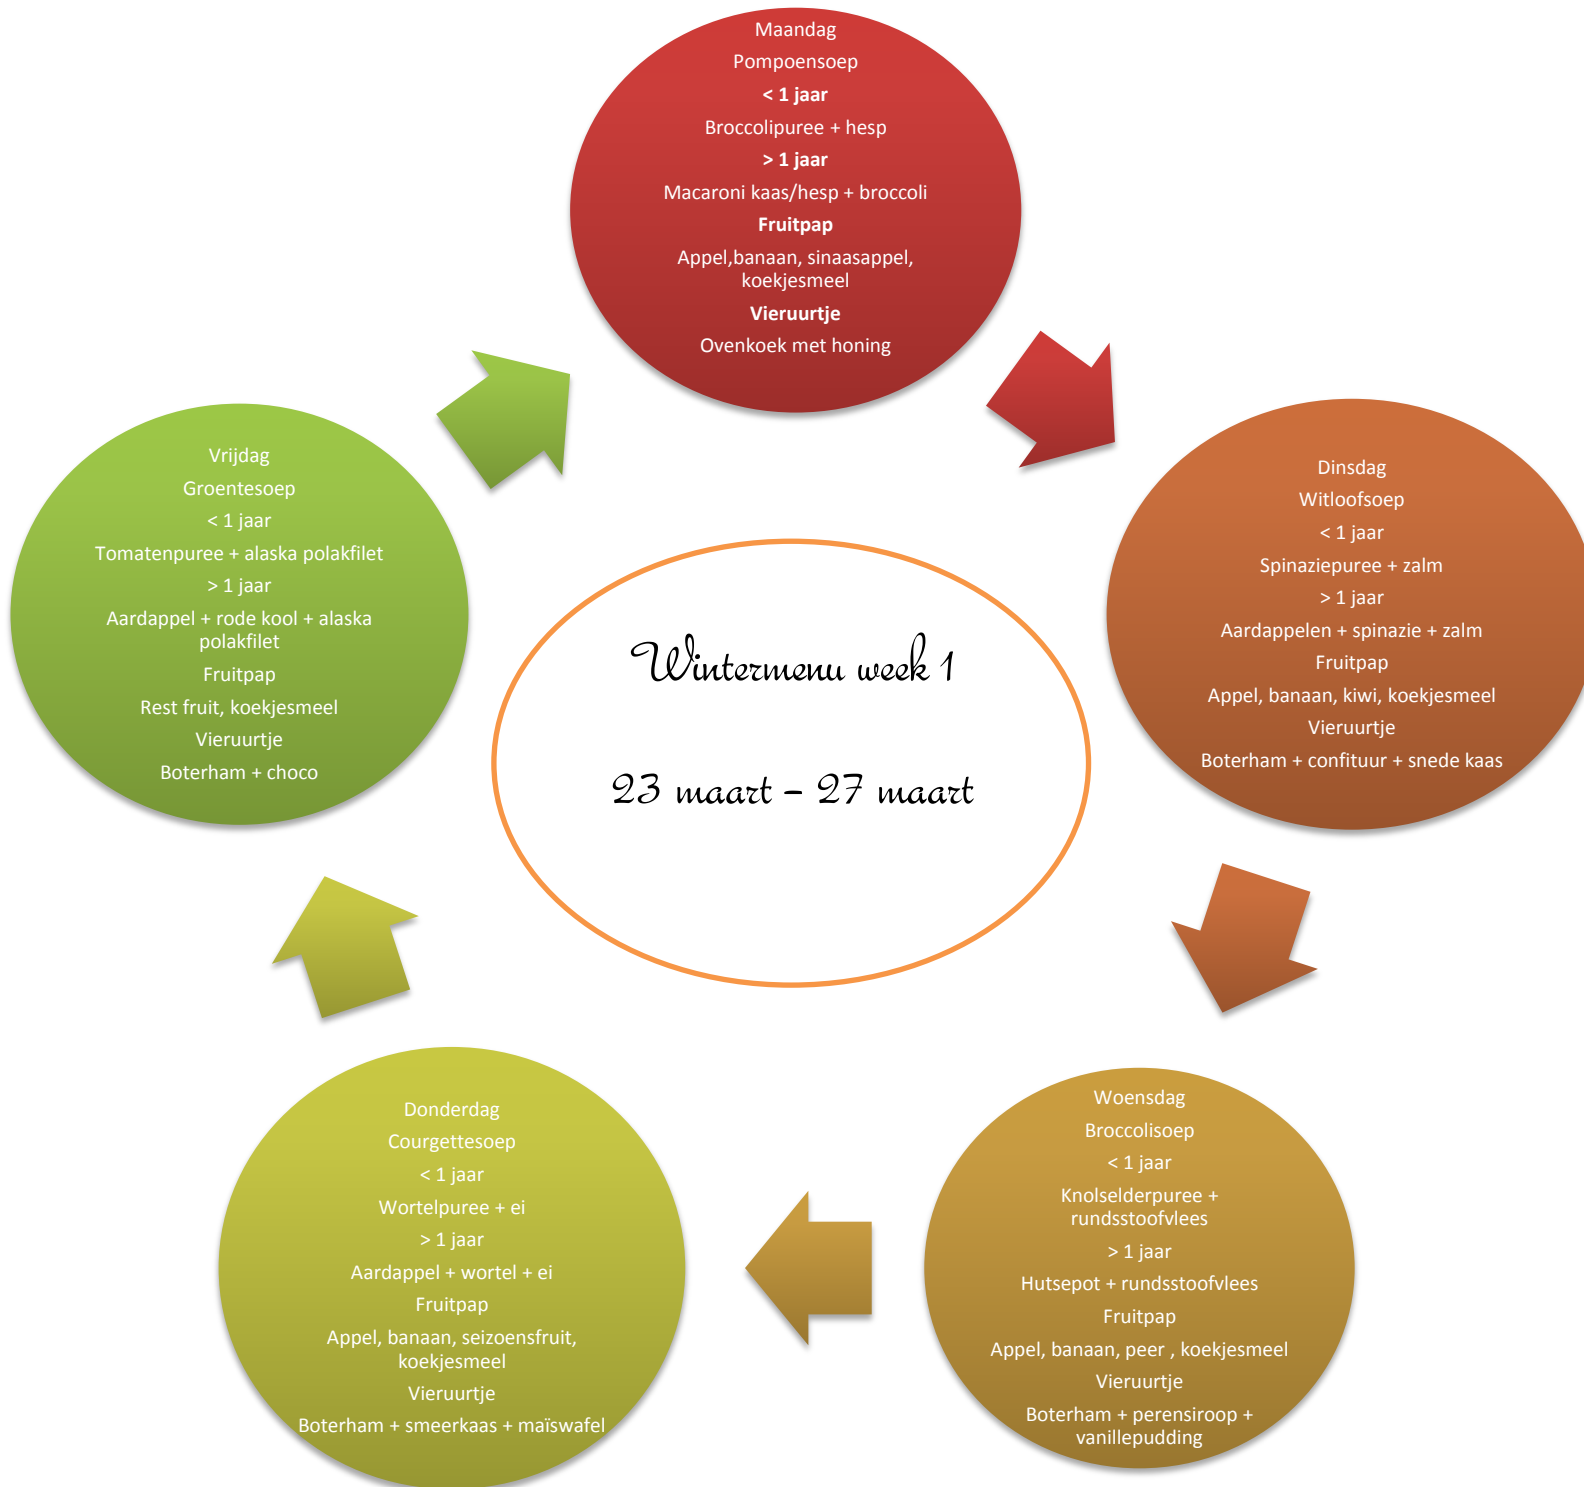 Maandag
Pompoensoep
< 1 jaar
Broccolipuree + hesp
> 1 jaar
Macaroni kaas/hesp + broccoli
Fruitpap
Appel,banaan, sinaasappel,
koekjesmeel
Vieruurtje
Ovenkoek met honing
Dinsdag
Witloofsoep
< 1 jaar
Spinaziepuree + zalm
> 1 jaar
Aardappelen + spinazie + zalm
Fruitpap
Appel, banaan, kiwi, koekjesmeel
Vieruurtje
Boterham + confituur + snede kaas
Woensdag
Broccolisoep
< 1 jaar
Knolselderpuree +
rundsstoofvlees
> 1 jaar
Hutsepot + rundsstoofvlees
Fruitpap
Appel, banaan, peer , koekjesmeel
Vieruurtje
Boterham + perensiroop +
vanillepudding
Donderdag
Courgettesoep
< 1 jaar
Wortelpuree + ei
> 1 jaar
Aardappel + wortel + ei
Fruitpap
Appel, banaan, seizoensfruit,
koekjesmeel
Vieruurtje
Boterham + smeerkaas + maïswafel
Vrijdag
Groentesoep
< 1 jaar
Tomatenpuree + alaska polakfilet
> 1 jaar
Aardappel + rode kool + alaska
polakfilet
Fruitpap
Rest fruit, koekjesmeel
Vieruurtje
Boterham + choco
Wintermenu week 1
23 maart – 27 maart